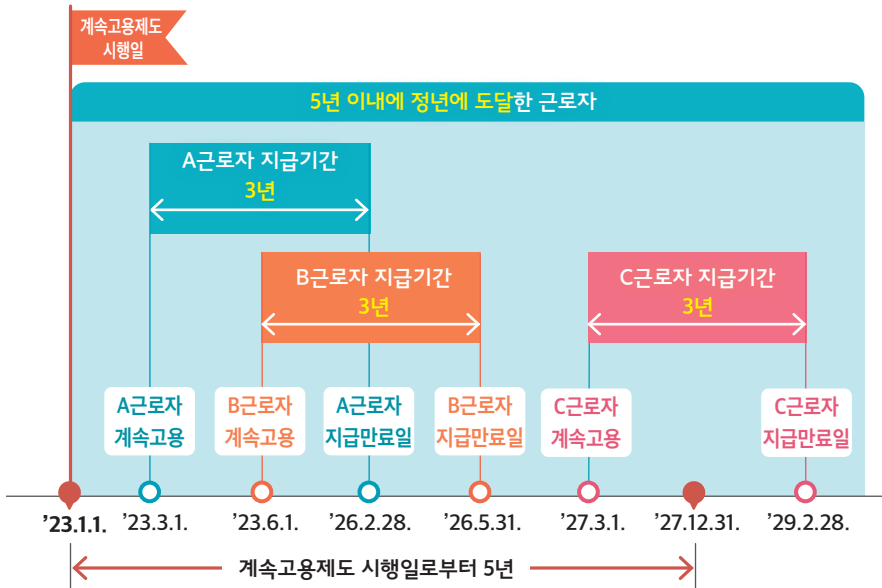 계속고용제도
시행일
5년 이내에 정년에 도달한 근로자
A근로자 지급기간
3년
B근로자 지급기간
3년
C근로자 지급기간
3년
A근로자
계속고용
B근로자
계속고용
A근로자
지급만료일
B근로자
지급만료일
C근로자
계속고용
C근로자
지급만료일
’23.1.1.
’23.3.1.
’23.6.1.
’26.2.28.
’26.5.31.
’27.3.1.
’27.12.31.
’29.2.28.
계속고용제도 시행일로부터 5년